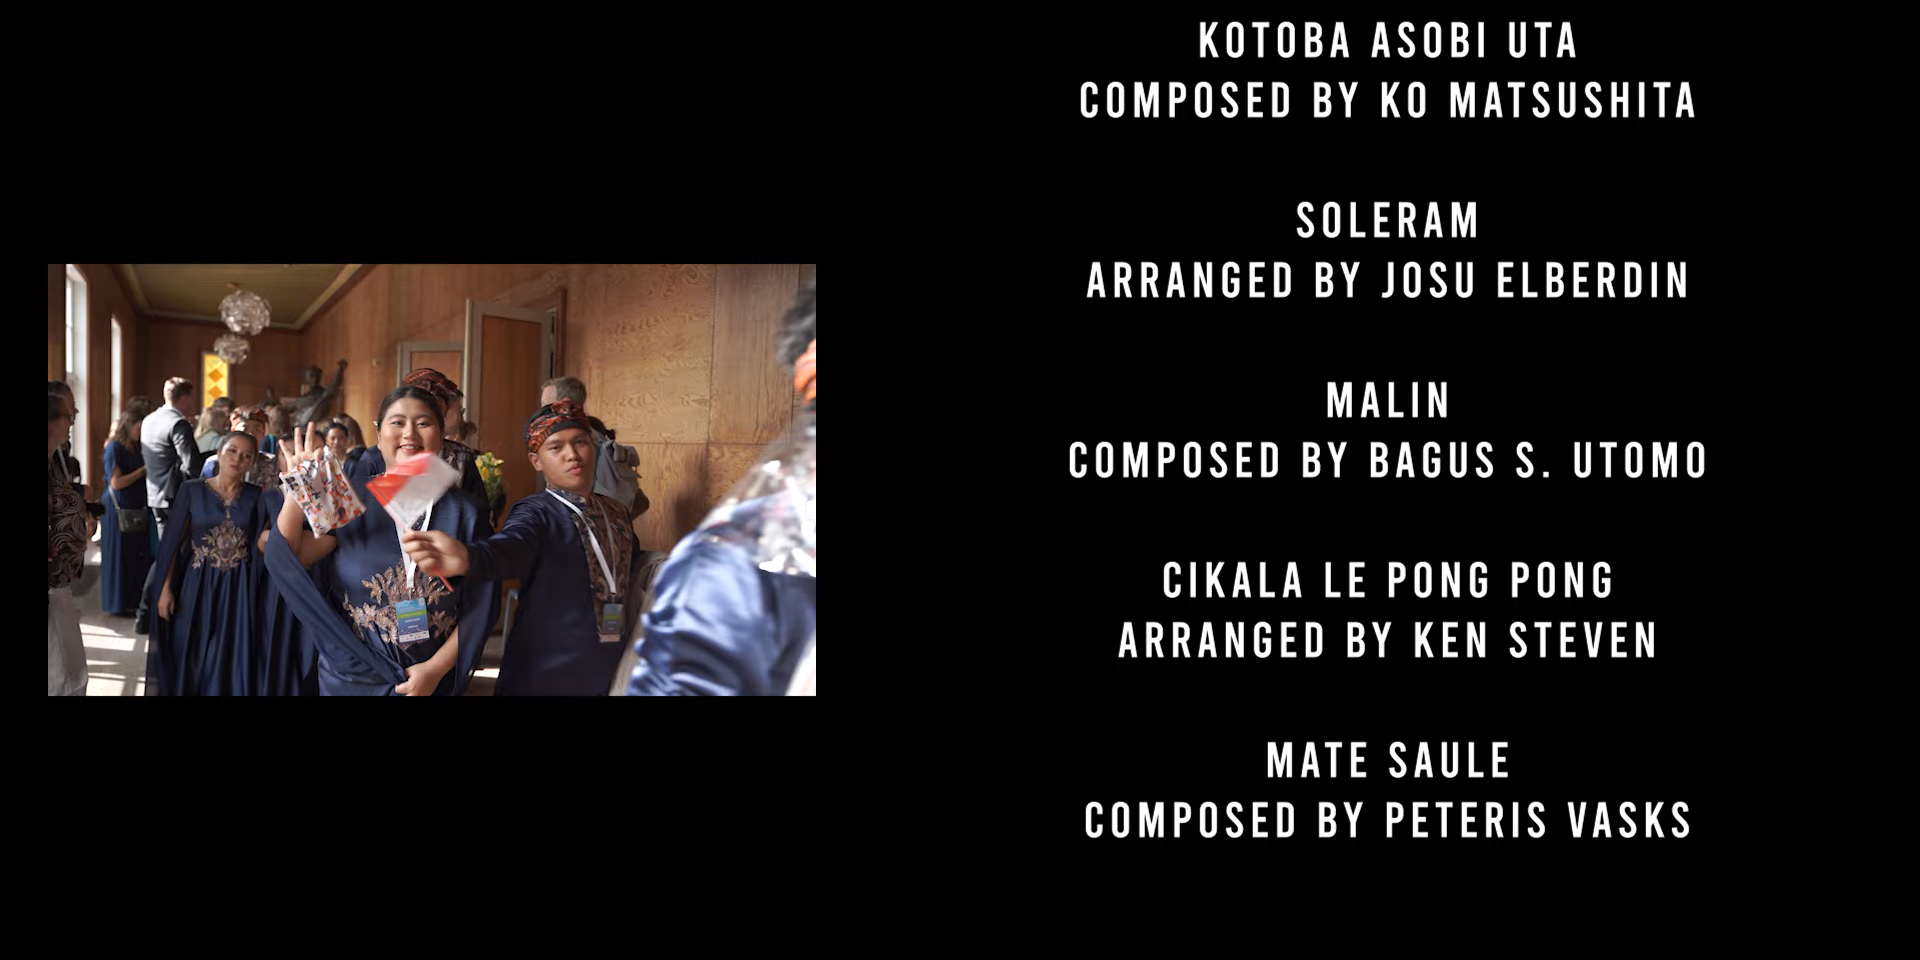 KOTOBA ASOBI UTA
COMPOSED BY KO MATSUSHITA
SOLERAM
ARRANGED BY JOSU ELBERDIN
MALIN
COMPOSED BY BAGUS S. UTOMO
CIKALA LE PONG PONG
ARRANGED BY KEN STEVEN
MATE SAULE
COMPOSED BY PETERIS VASKS